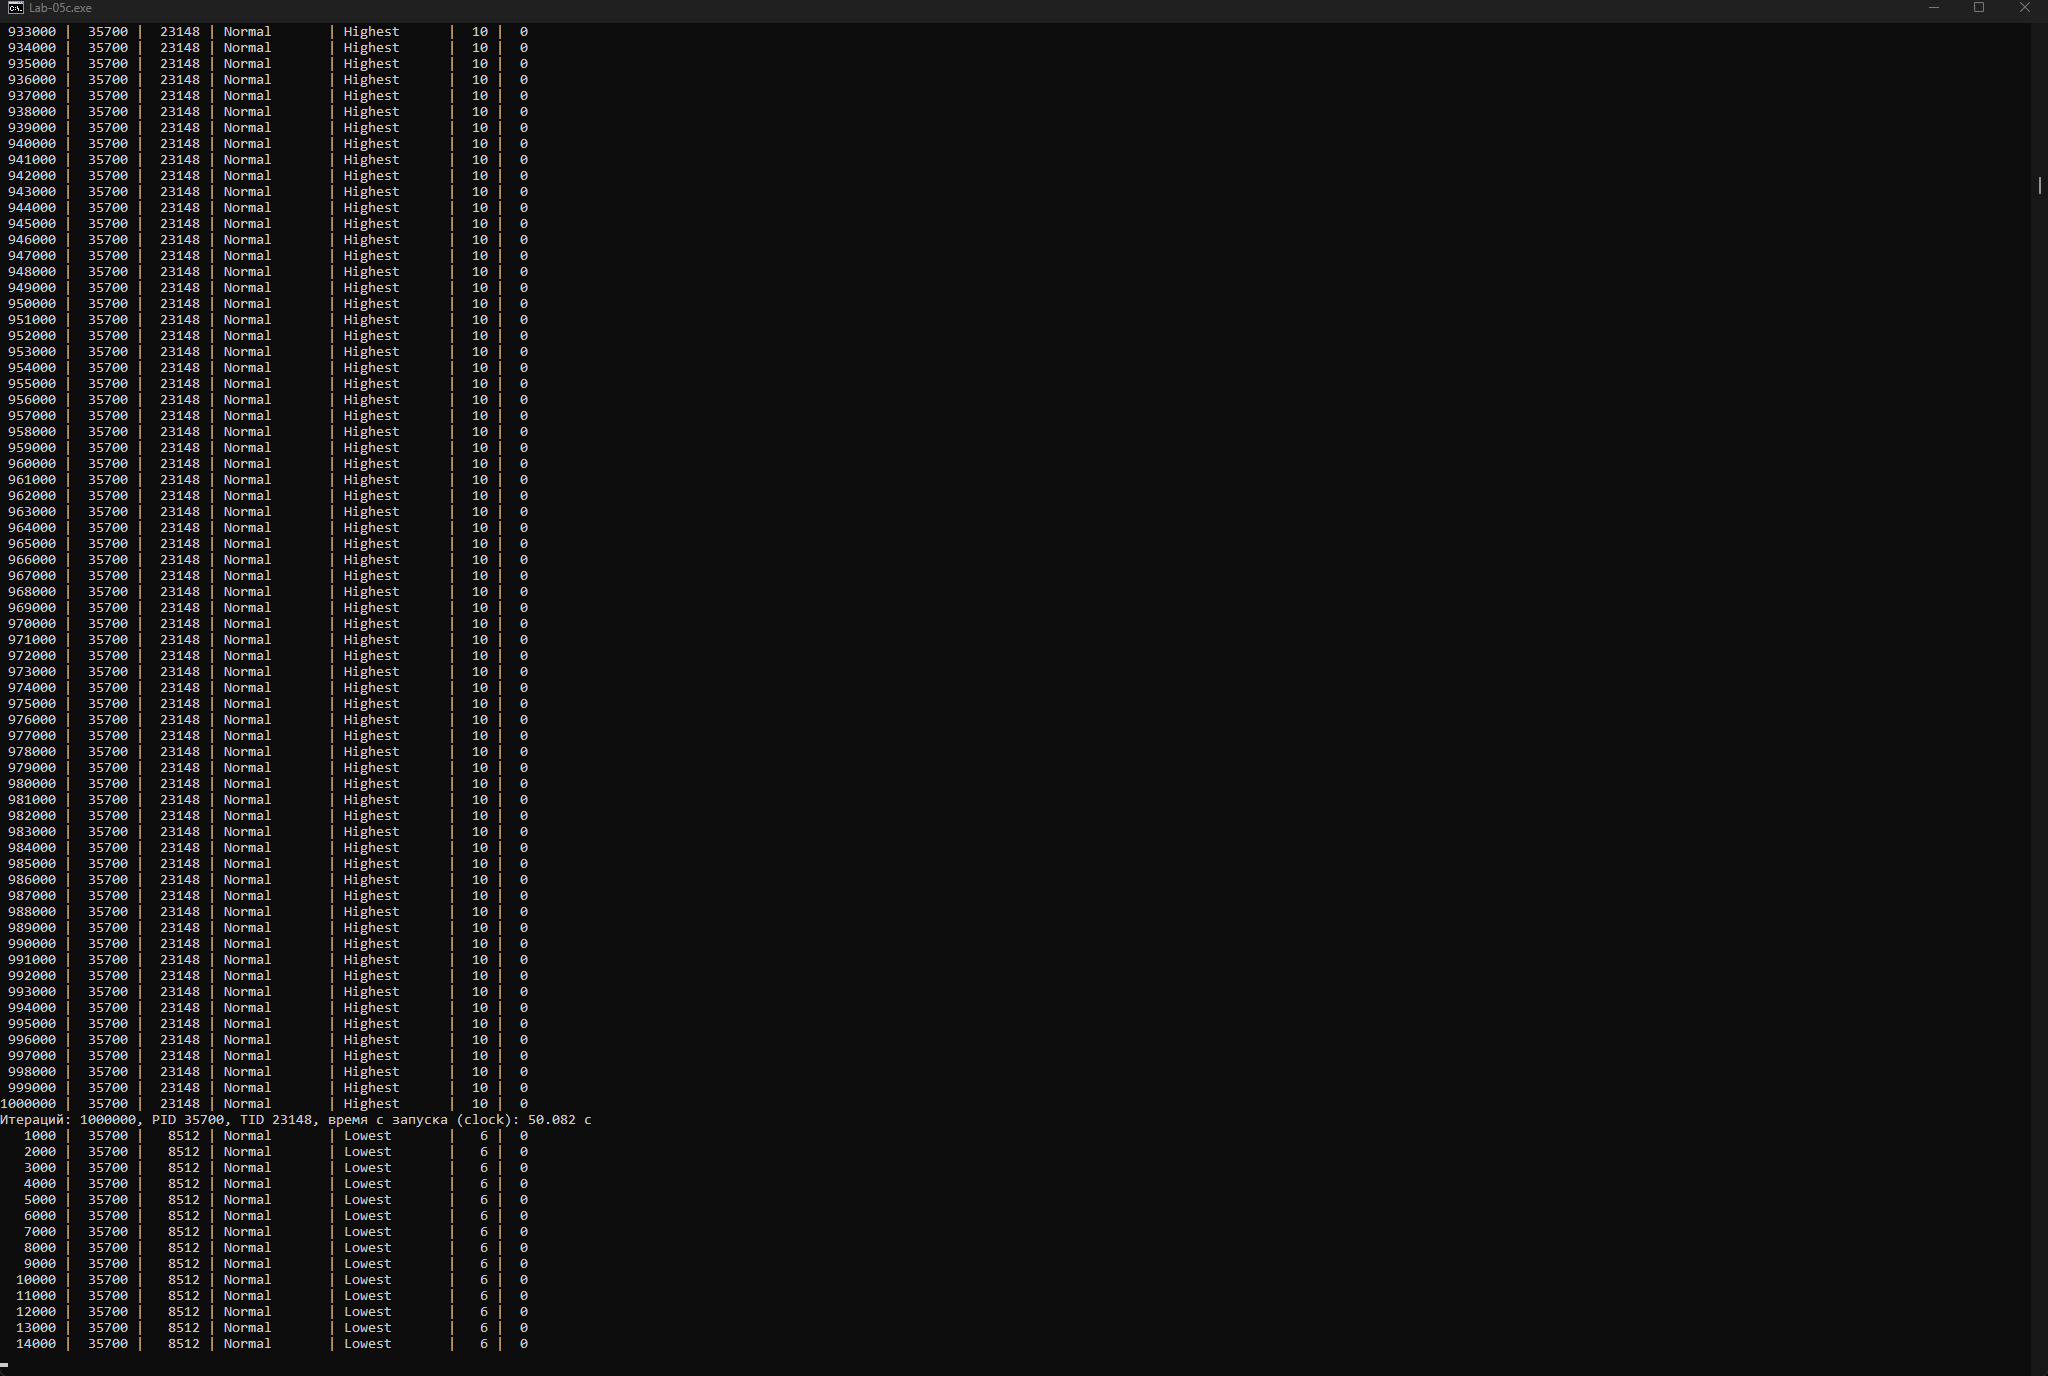 Lab-05c.exe
933000 | 35700 | 23148 | Normal | Highest | 10 | 0
934000 | 35700 | 23148 | Normal | Highest | 10 | 0
935000 | 35700 | 23148 | Normal | Highest | 10 | 0
936000 | 35700 | 23148 | Normal | Highest | 10 | 0
937000 | 35700 | 23148 | Normal | Highest | 10 | 0
938000 | 35700 | 23148 | Normal | Highest | 10 | 0
939000 | 35700 | 23148 | Normal | Highest | 10 | 0
940000 | 35700 | 23148 | Normal | Highest | 10 | 0
941000 | 35700 | 23148 | Normal | Highest | 10 | 0
942000 | 35700 | 23148 | Normal | Highest | 10 | 0
943000 | 35700 | 23148 | Normal | Highest | 10 | 0
944000 | 35700 | 23148 | Normal | Highest | 10 | 0
945000 | 35700 | 23148 | Normal | Highest | 10 | 0
946000 | 35700 | 23148 | Normal | Highest | 10 | 0
947000 | 35700 | 23148 | Normal | Highest | 10 | 0
948000 | 35700 | 23148 | Normal | Highest | 10 | 0
949000 | 35700 | 23148 | Normal | Highest | 10 | 0
950000 | 35700 | 23148 | Normal | Highest | 10 | 0
951000 | 35700 | 23148 | Normal | Highest | 10 | 0
952000 | 35700 | 23148 | Normal | Highest | 10 | 0
953000 | 35700 | 23148 | Normal | Highest | 10 | 0
954000 | 35700 | 23148 | Normal | Highest | 10 | 0
955000 | 35700 | 23148 | Normal | Highest | 10 | 0
956000 | 35700 | 23148 | Normal | Highest | 10 | 0
957000 | 35700 | 23148 | Normal | Highest | 10 | 0
958000 | 35700 | 23148 | Normal | Highest | 10 | 0
959000 | 35700 | 23148 | Normal | Highest | 10 | 0
960000 | 35700 | 23148 | Normal | Highest | 10 | 0
961000 | 35700 | 23148 | Normal | Highest | 10 | 0
962000 | 35700 | 23148 | Normal | Highest | 10 | 0
963000 | 35700 | 23148 | Normal | Highest | 10 | 0
964000 | 35700 | 23148 | Normal | Highest | 10 | 0
965000 | 35700 | 23148 | Normal | Highest | 10 | 0
966000 | 35700 | 23148 | Normal | Highest | 10 | 0
967000 | 35700 | 23148 | Normal | Highest | 10 | 0
968000 | 35700 | 23148 | Normal | Highest | 10 | 0
969000 | 35700 | 23148 | Normal | Highest | 10 | 0
970000 | 35700 | 23148 | Normal | Highest | 10 | 0
971000 | 35700 | 23148 | Normal | Highest | 10 | 0
972000 | 35700 | 23148 | Normal | Highest | 10 | 0
973000 | 35700 | 23148 | Normal | Highest | 10 | 0
974000 | 35700 | 23148 | Normal | Highest | 10 | 0
975000 | 35700 | 23148 | Normal | Highest | 10 | 0
976000 | 35700 | 23148 | Normal | Highest | 10 | 0
977000 | 35700 | 23148 | Normal | Highest | 10 | 0
978000 | 35700 | 23148 | Normal | Highest | 10 | 0
979000 | 35700 | 23148 | Normal | Highest | 10 | 0
980000 | 35700 | 23148 | Normal | Highest | 10 | 0
981000 | 35700 | 23148 | Normal | Highest | 10 | 0
982000 | 35700 | 23148 | Normal | Highest | 10 | 0
983000 | 35700 | 23148 | Normal | Highest | 10 | 0
984000 | 35700 | 23148 | Normal | Highest | 10 | 0
985000 | 35700 | 23148 | Normal | Highest | 10 | 0
986000 | 35700 | 23148 | Normal | Highest | 10 | 0
987000 | 35700 | 23148 | Normal | Highest | 10 | 0
988000 | 35700 | 23148 | Normal | Highest | 10 | 0
989000 | 35700 | 23148 | Normal | Highest | 10 | 0
990000 | 35700 | 23148 | Normal | Highest | 10 | 0
991000 | 35700 | 23148 | Normal | Highest | 10 | 0
992000 | 35700 | 23148 | Normal | Highest | 10 | 0
993000 | 35700 | 23148 | Normal | Highest | 10 | 0
994000 | 35700 | 23148 | Normal | Highest | 10 | 0
995000 | 35700 | 23148 | Normal | Highest | 10 | 0
996000 | 35700 | 23148 | Normal | Highest | 10 | 0
997000 | 35700 | 23148 | Normal | Highest | 10 | 0
998000 | 35700 | 23148 | Normal | Highest | 10 | 0
999000 | 35700 | 23148 | Normal | Highest | 10 | 0
1000000 | 35700 | 23148 | Normal | Highest | 10 | 0
Итераций: 1000000, PID 35700, TID 23148, время с запуска (clock): 50.082 с
1000 | 35700 | 8512 | Normal | Lowest | 6 | 0
2000 | 35700 | 8512 | Normal | Lowest | 6 | 0
3000 | 35700 | 8512 | Normal | Lowest | 6 | 0
4000 | 35700 | 8512 | Normal | Lowest | 6 | 0
5000 | 35700 | 8512 | Normal | Lowest | 6 | 0
6000 | 35700 | 8512 | Normal | Lowest | 6 | 0
7000 | 35700 | 8512 | Normal | Lowest | 6 | 0
8000 | 35700 | 8512 | Normal | Lowest | 6 | 0
9000 | 35700 | 8512 | Normal | Lowest | 6 | 0
10000 | 35700 | 8512 | Normal | Lowest | 6 | 0
11000 | 35700 | 8512 | Normal | Lowest | 6 | 0
12000 | 35700 | 8512 | Normal | Lowest | 6 | 0
13000 | 35700 | 8512 | Normal | Lowest | 6 | 0
14000 | 35700 | 8512 | Normal | Lowest | 6 | 0